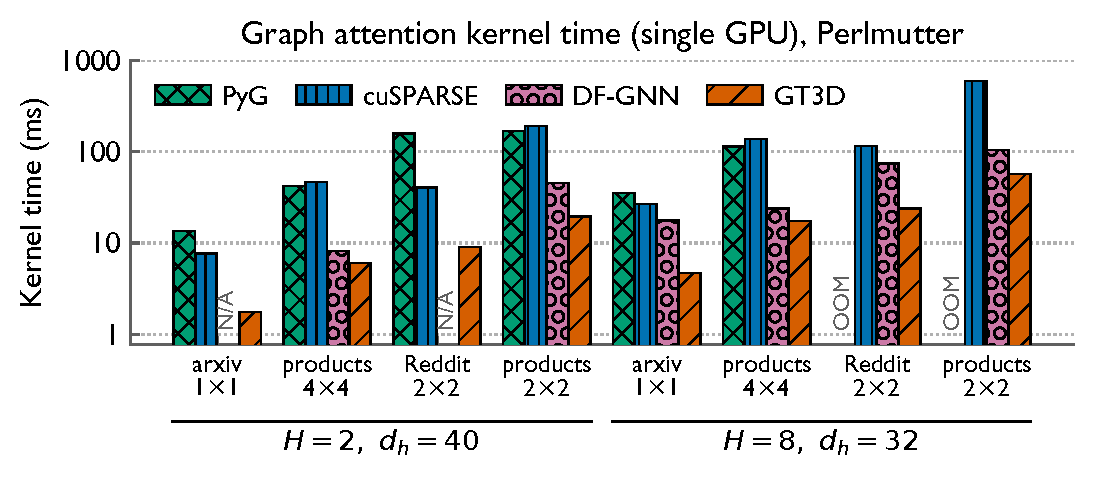 Graph attention kernel time (single GPU), Perlmutter
Kernel time (ms)
1000
100
10
1
PyG
cuSPARSE
DF-GNN
GT3D
N/A
N/A
OOM
OOM
arxiv
1×1
products
4×4
Reddit
2×2
products
2×2
arxiv
1×1
products
4×4
Reddit
2×2
products
2×2
H = 2, d_h = 40
H = 8, d_h = 32